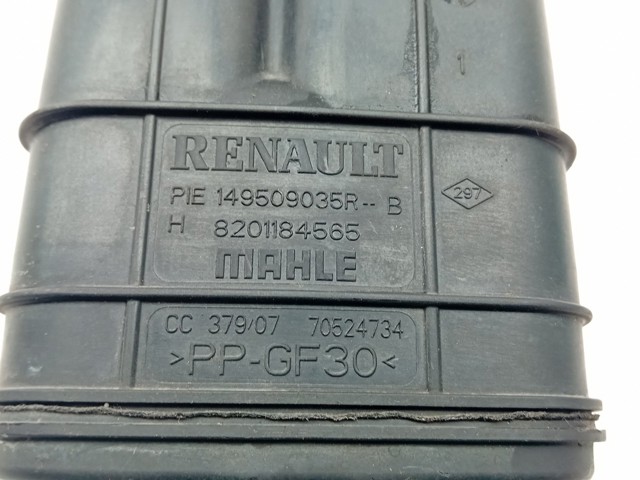 1
RENAULT
PIE 149509035R-- B
297
H 8201184565
MAHLE
CC 379/07 70524734
>PP-GF30<